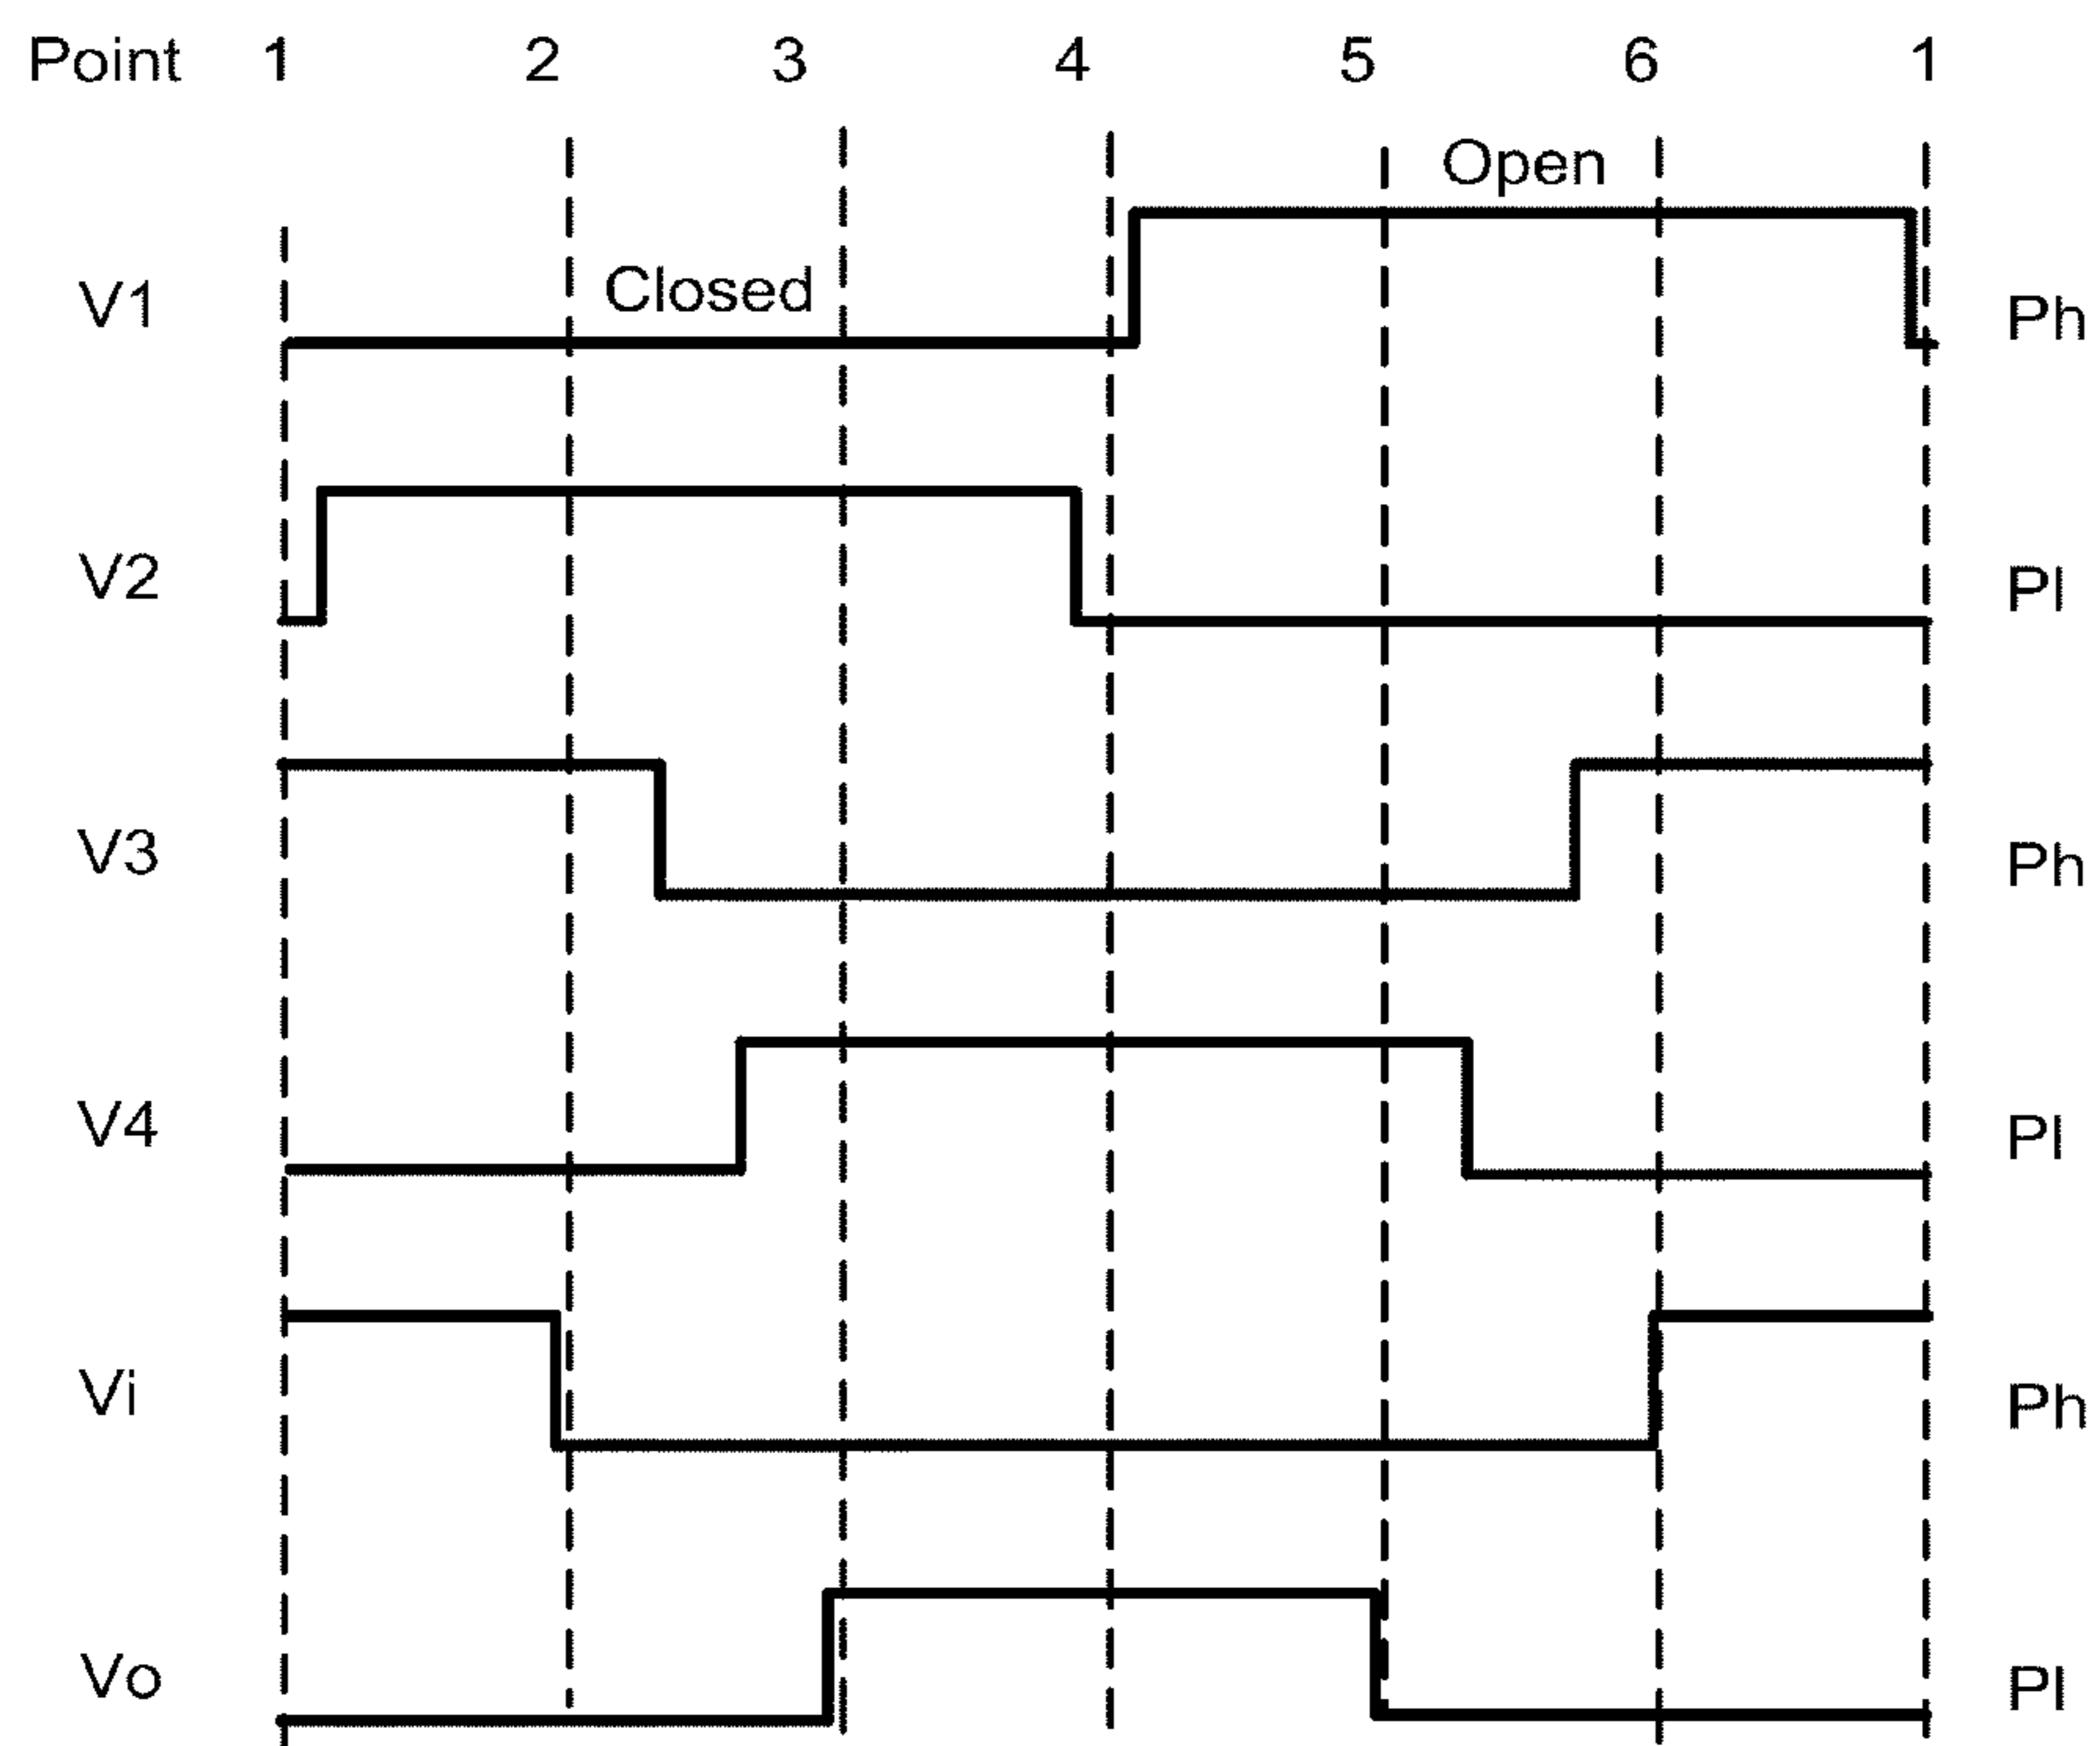 Point 1 2 3 4 5 6 1
Open
Closed
V1 Ph
V2 Pl
V3 Ph
V4 Pl
Vi Ph
Vo Pl